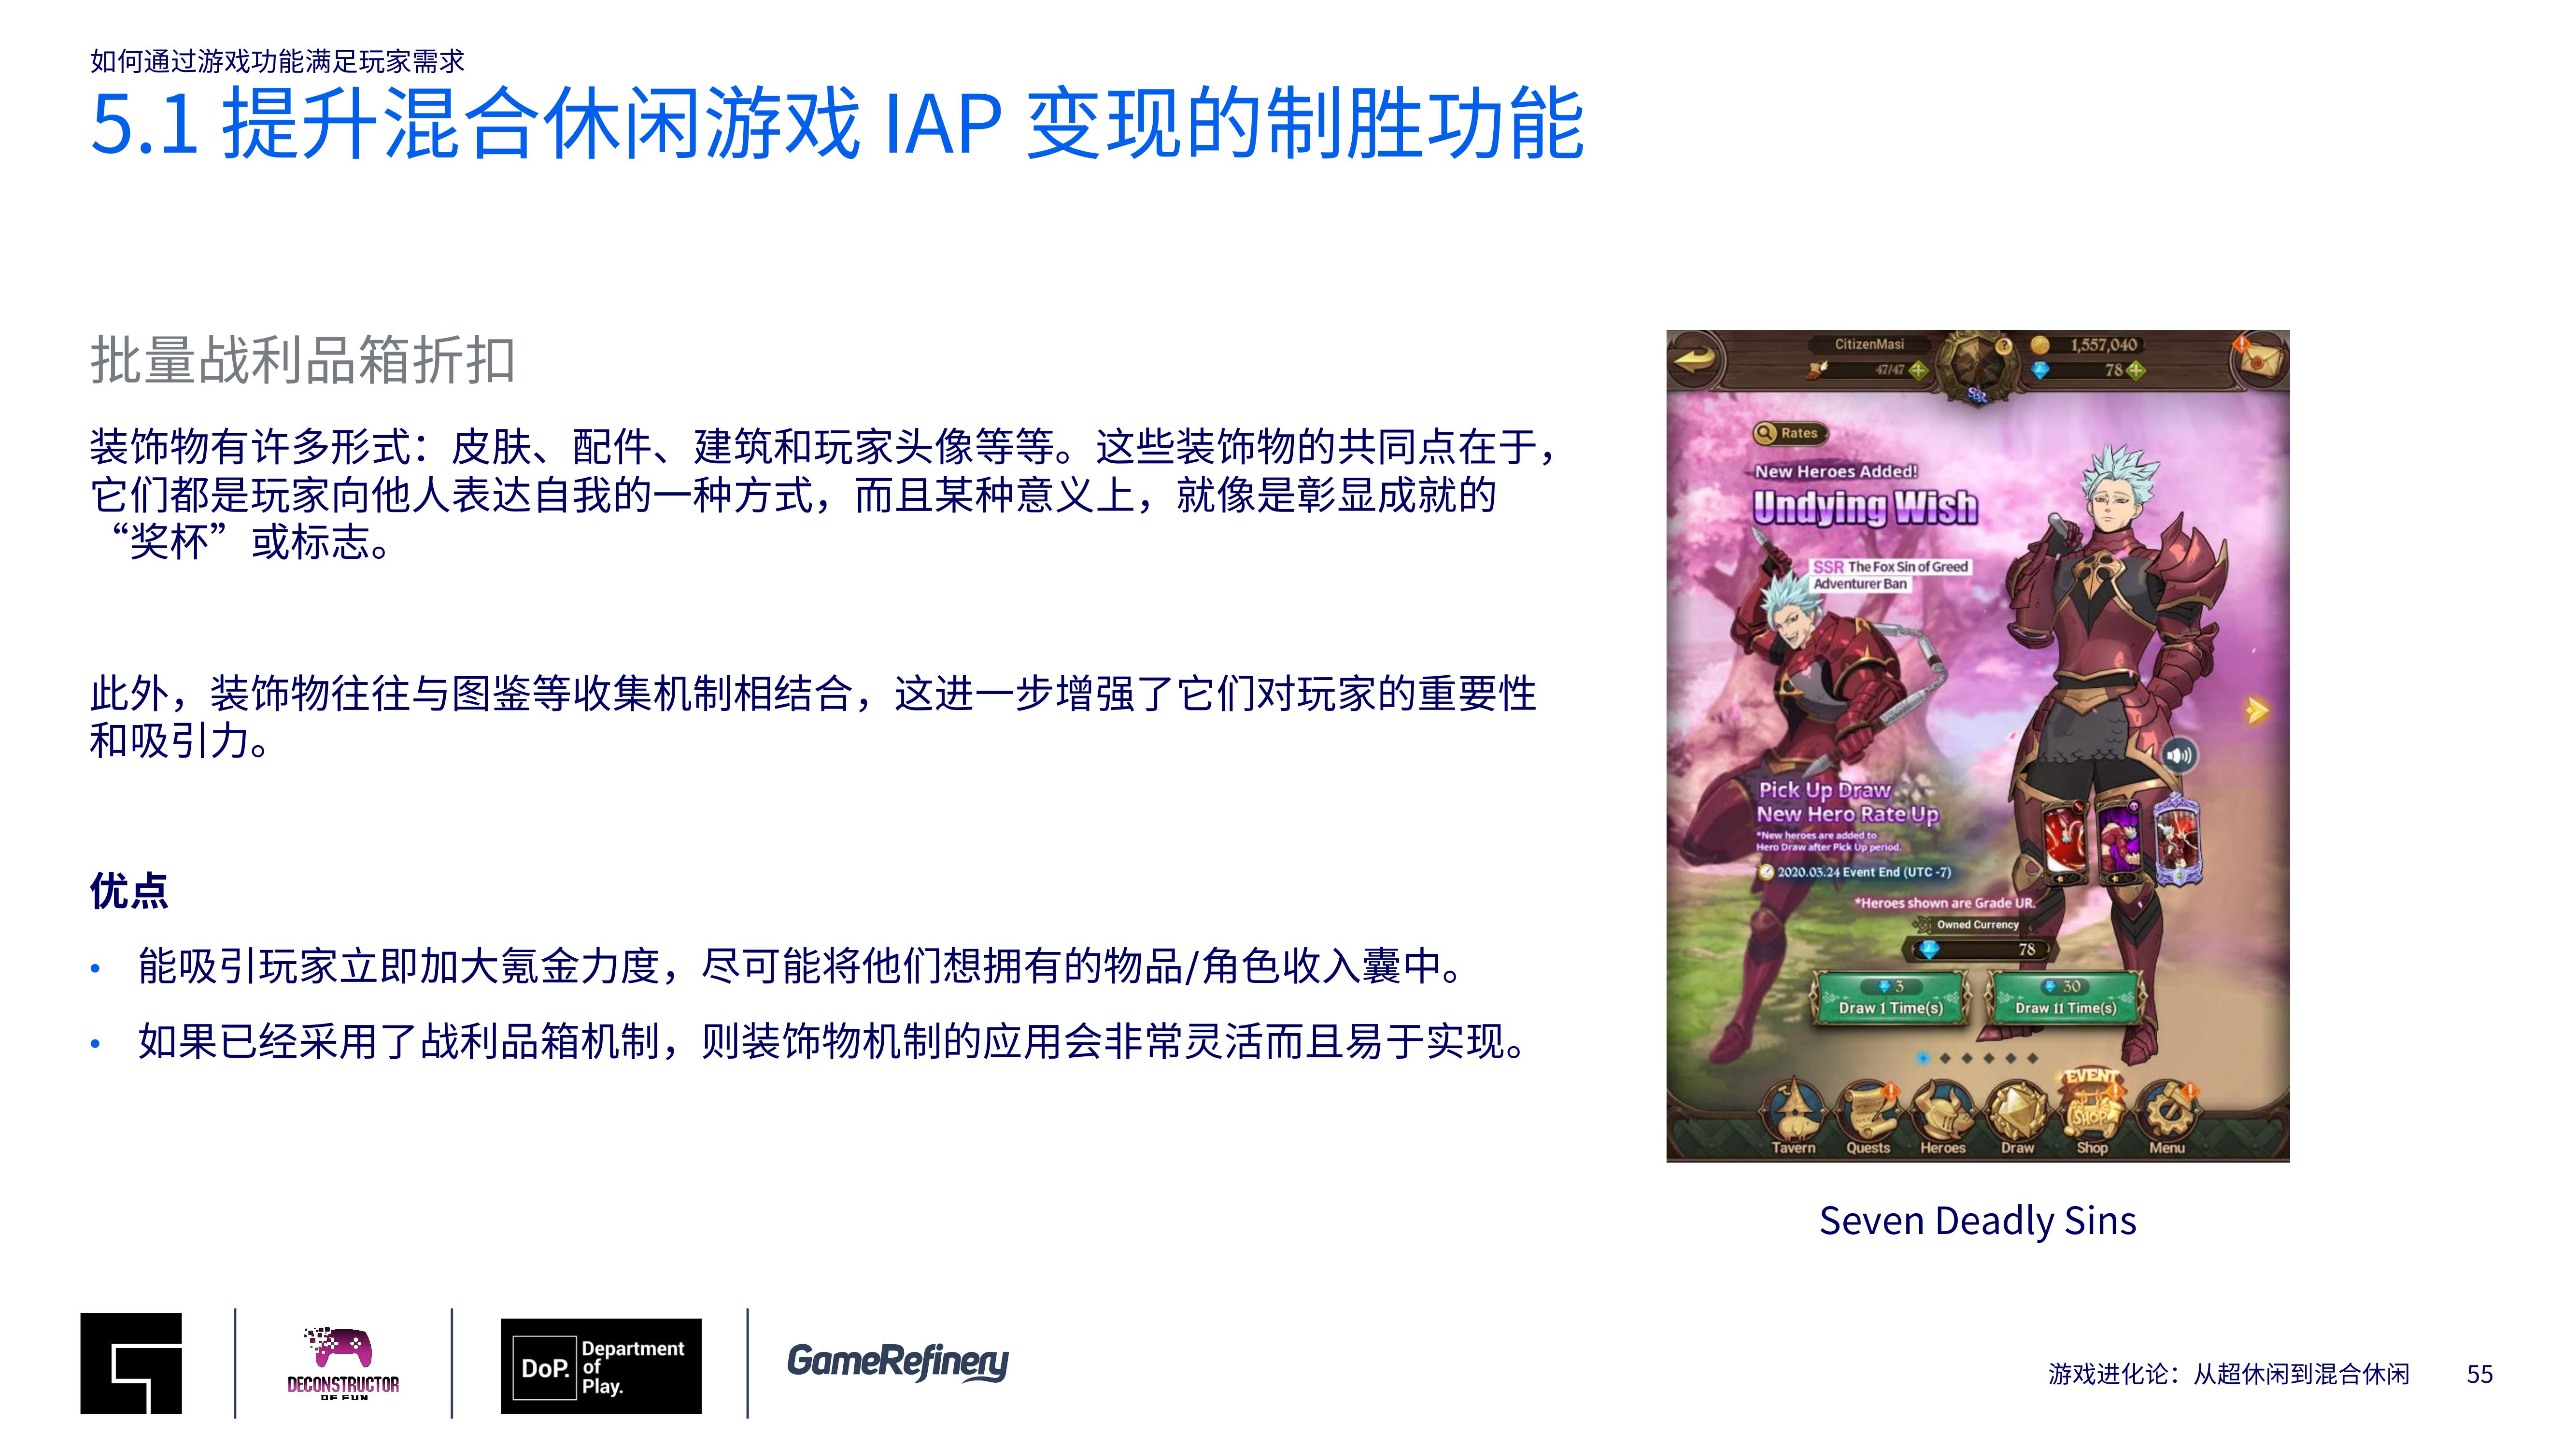 如何通过游戏功能满足玩家需求
5.1 提升混合休闲游戏 IAP 变现的制胜功能
批量战利品箱折扣
装饰物有许多形式：皮肤、配件、建筑和玩家头像等等。这些装饰物的共同点在于，
它们都是玩家向他人表达自我的一种方式，而且某种意义上，就像是彰显成就的
“奖杯”或标志。
此外，装饰物往往与图鉴等收集机制相结合，这进一步增强了它们对玩家的重要性
和吸引力。
优点
• 能吸引玩家立即加大氪金力度，尽可能将他们想拥有的物品/角色收入囊中。
• 如果已经采用了战利品箱机制，则装饰物机制的应用会非常灵活而且易于实现。
CitizenMasi
1,557,040
47/47
78
SSR
Rates
New Heroes Added!
Undying Wish
SSR The Fox Sin of Greed
Adventurer Ban
Pick Up Draw
New Hero Rate Up
*New heroes are added to
Hero Draw after Pick Up period.
2020.03.24 Event End (UTC -7)
*Heroes shown are Grade UR.
Owned Currency
78
3
Draw 1 Time(s)
30
Draw 11 Time(s)
EVENT
SHOP
Tavern
Quests
Heroes
Draw
Shop
Menu
Seven Deadly Sins
DECONSTRUCTOR
OF FUN
DoP.
Department
of
Play.
GameRefinery
游戏进化论：从超休闲到混合休闲
55